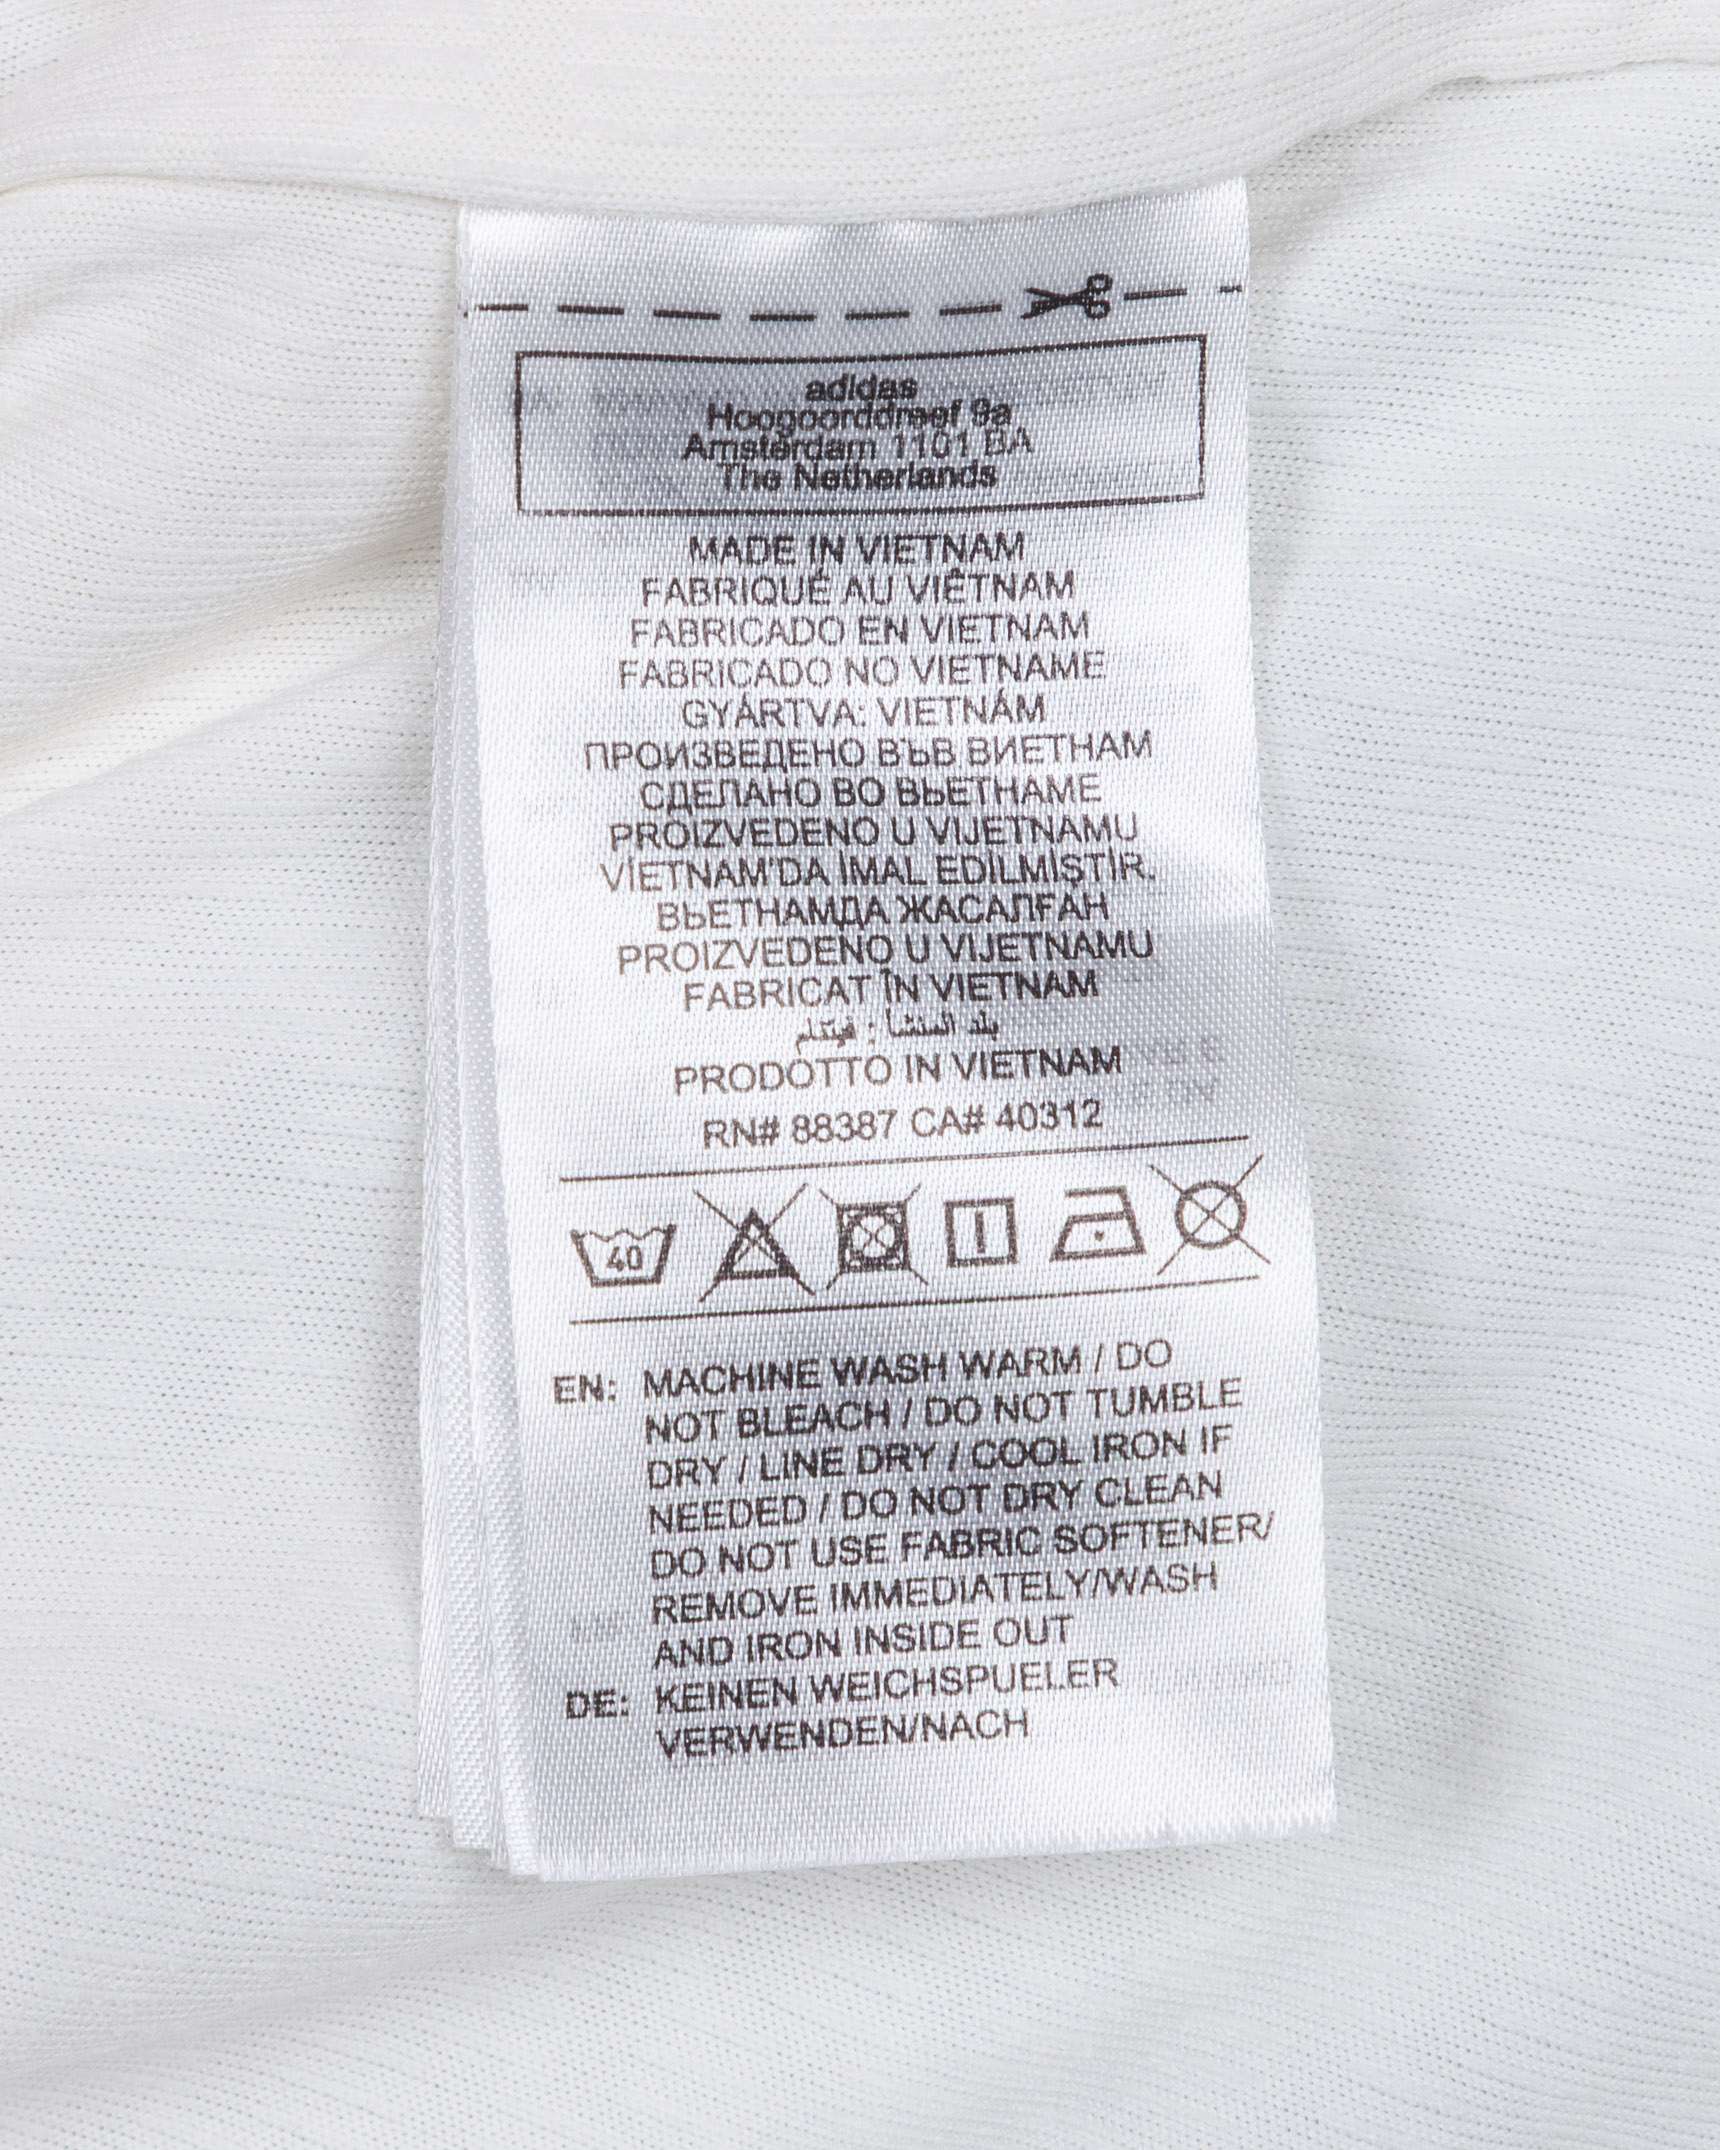 adidas
Hoogoorddreef 9a
Amsterdam 1101 BA
The Netherlands
MADE IN VIETNAM
FABRIQUÉ AU VIÊTNAM
FABRICADO EN VIETNAM
FABRICADO NO VIETNAME
GYÁRTVA: VIETNÁM
ПРОИЗВЕДЕНО ВЪВ ВИЕТНАМ
СДЕЛАНО ВО ВЬЕТНАМЕ
PROIZVEDENO U VIJETNAMU
VİETNAM'DA İMAL EDİLMİŞTİR.
ВЬЕТНАМДА ЖАСАЛҒАН
PROIZVEDENO U VIJETNAMU
FABRICAT ÎN VIETNAM
بلد المنشأ : فيتنام
PRODOTTO IN VIETNAM
RN# 88387 CA# 40312
40
EN: MACHINE WASH WARM / DO
NOT BLEACH / DO NOT TUMBLE
DRY / LINE DRY / COOL IRON IF
NEEDED / DO NOT DRY CLEAN
DO NOT USE FABRIC SOFTENER/
REMOVE IMMEDIATELY/WASH
AND IRON INSIDE OUT
DE: KEINEN WEICHSPUELER
VERWENDEN/NACH